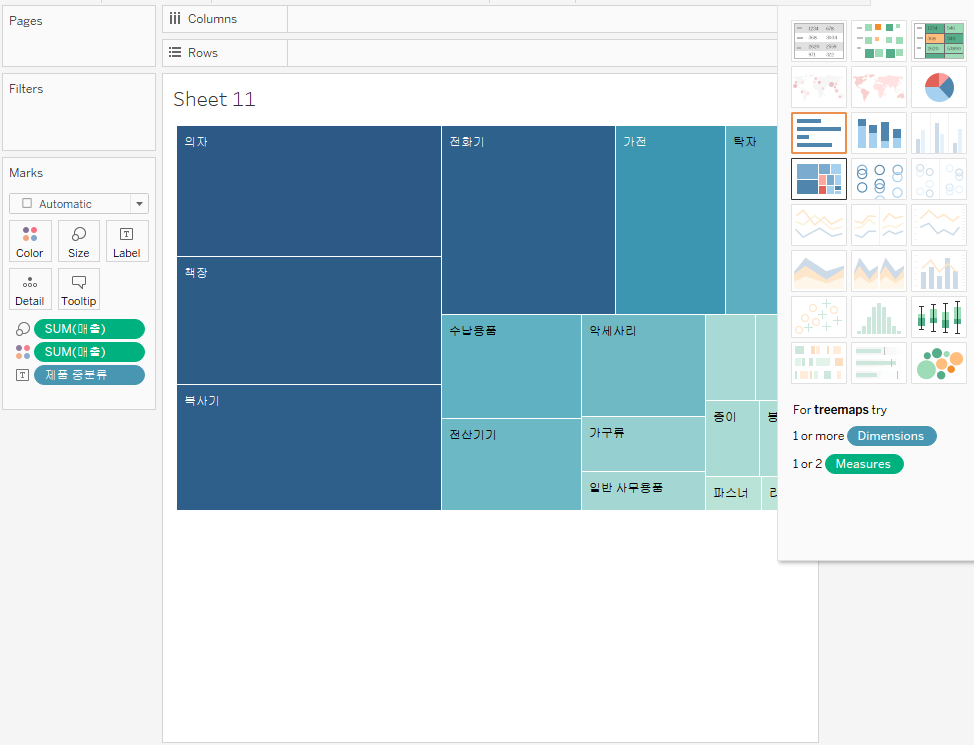 Pages
Columns
Rows
Filters
Marks
Automatic
Color
Size
Label
Detail
Tooltip
SUM(매출)
SUM(매출)
제품 중분류
Sheet 11
의자
책장
복사기
전화기
가전
탁자
수납용품
전산기기
악세사리
가구류
일반 사무용품
종이
봉
파스너
For treemaps try
1 or more Dimensions
1 or 2 Measures